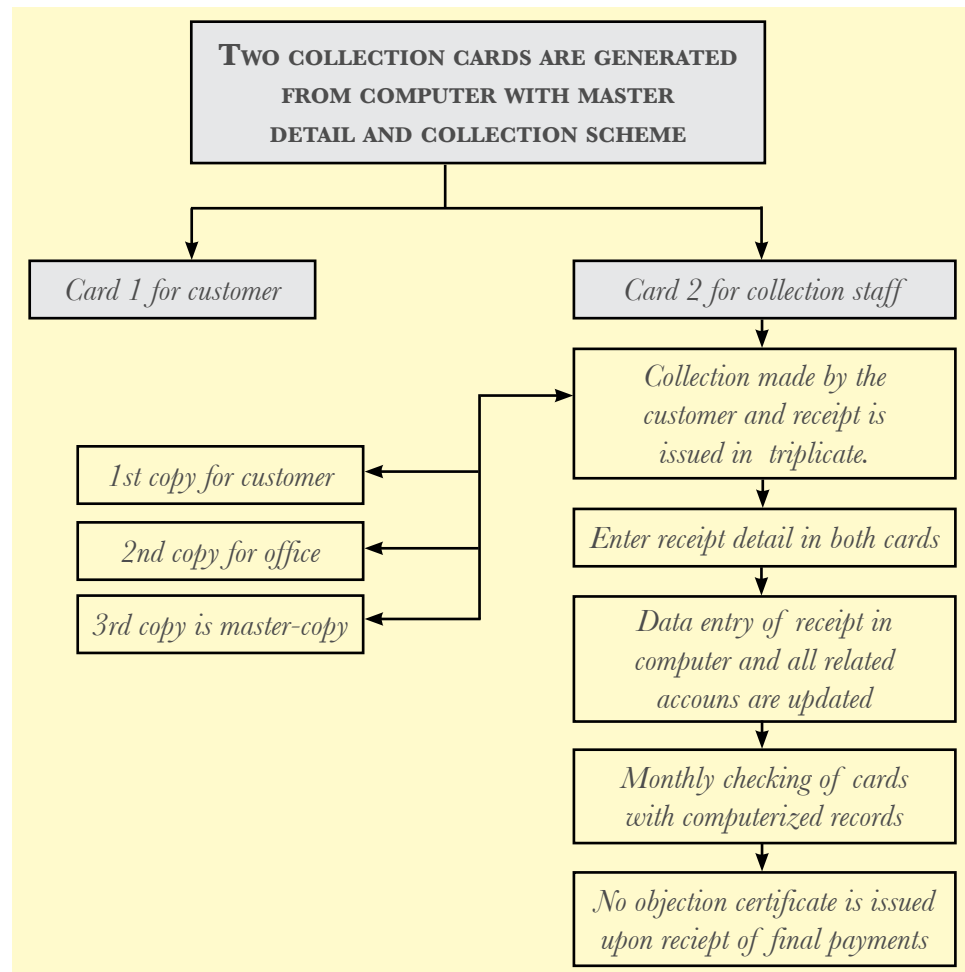 TWO COLLECTION CARDS ARE GENERATED
FROM COMPUTER WITH MASTER
DETAIL AND COLLECTION SCHEME
Card 1 for customer
Card 2 for collection staff
Collection made by the
customer and receipt is
issued in triplicate.
1st copy for customer
2nd copy for office
3rd copy is master-copy
Enter receipt detail in both cards
Data entry of receipt in
computer and all related
accouns are updated
Monthly checking of cards
with computerized records
No objection certificate is issued
upon reciept of final payments